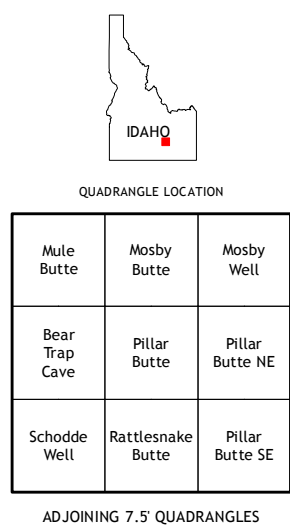 IDAHO
QUADRANGLE LOCATION
Mule
Butte
Mosby
Butte
Mosby
Well
Bear
Trap
Cave
Pillar
Butte
Pillar
Butte NE
Schodde
Well
Rattlesnake
Butte
Pillar
Butte SE
ADJOINING 7.5' QUADRANGLES